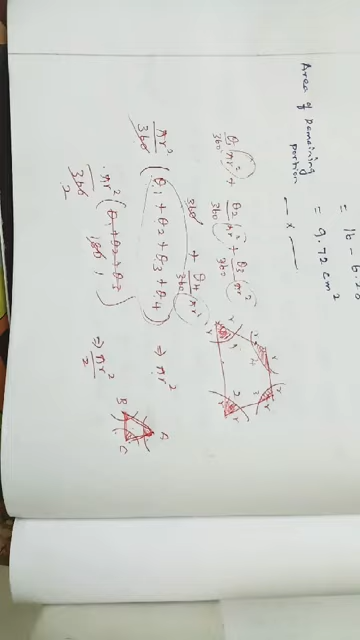 = 16 - 6.28
Area of Remaining portion = 9.72 cm²
— x —
θ₁/360 πr² + θ₂/360 πr² + θ₃/360 πr²
+ θ₄/360 πr²
πr²/360 ( θ₁ + θ₂ + θ₃ + θ₄ ) ⇒ πr²
360
πr²/360 ( θ₁ + θ₂ + θ₃ ) ⇒ πr²/2
180
2
A
B
C